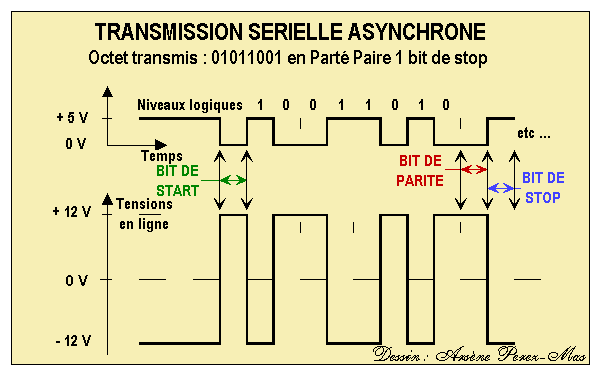 TRANSMISSION SERIELLE ASYNCHRONE
Octet transmis : 01011001 en Parté Paire 1 bit de stop
Niveaux logiques 1 0 0 1 1 0 1 0
+ 5 V
0 V
etc ...
Temps
BIT DE
START
BIT DE
PARITE
BIT DE
STOP
+ 12 V
Tensions
en ligne
0 V
- 12 V
Dessin : Arsène Perez-Mas